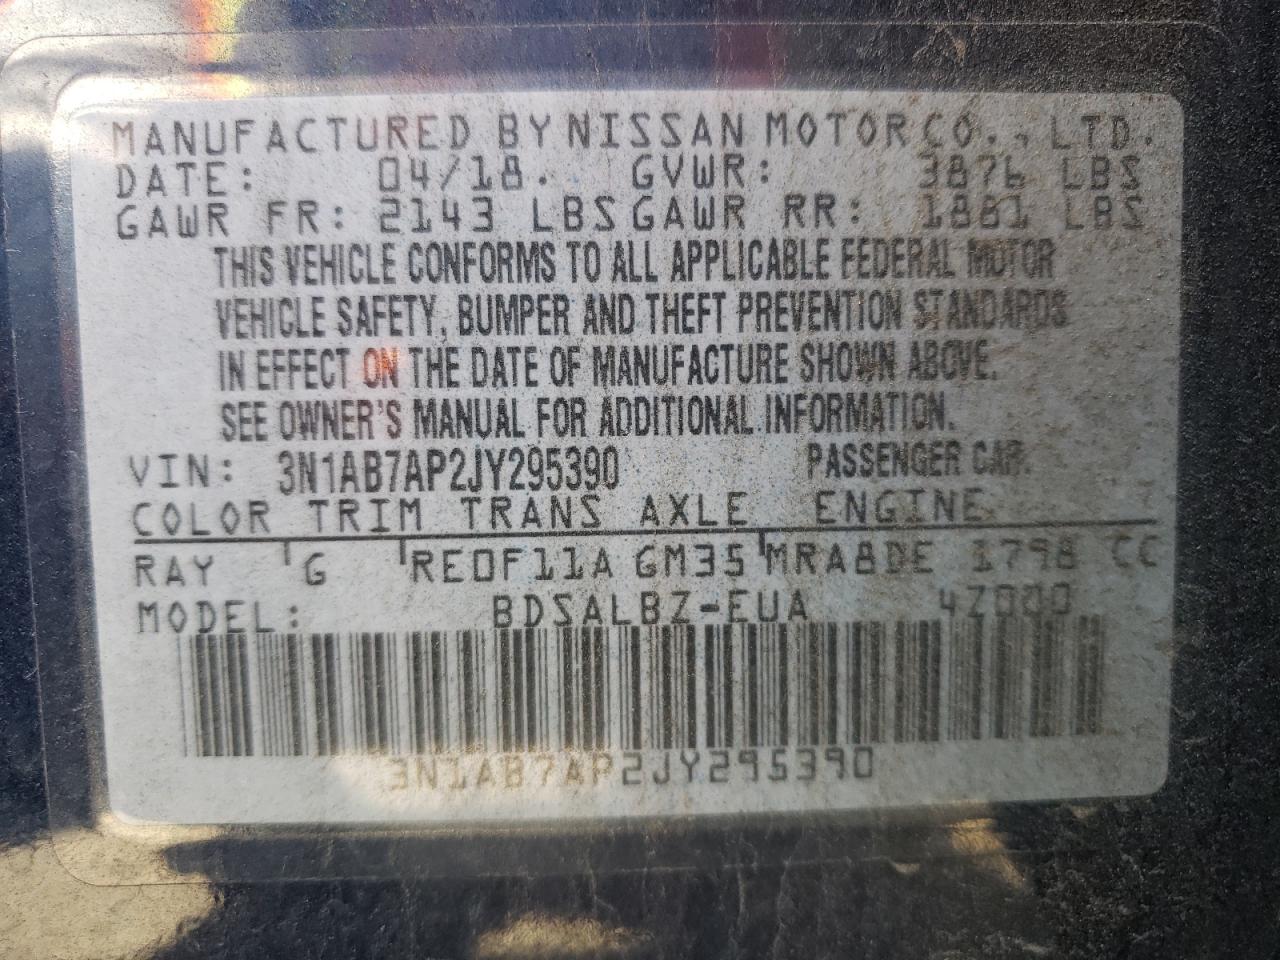 MANUFACTURED BY NISSAN MOTOR CO., LTD.
DATE: 04/18. GVWR: 3876 LBS
GAWR FR: 2143 LBS GAWR RR: 1881 LBS
THIS VEHICLE CONFORMS TO ALL APPLICABLE FEDERAL MOTOR
VEHICLE SAFETY, BUMPER AND THEFT PREVENTION STANDARDS
IN EFFECT ON THE DATE OF MANUFACTURE SHOWN ABOVE.
SEE OWNER'S MANUAL FOR ADDITIONAL INFORMATION.
VIN: 3N1AB7AP2JY295390 PASSENGER CAR.
COLOR TRIM TRANS AXLE ENGINE
RAY G RE0F11A GM35 MRA8DE 1798 CC
MODEL: BDSALBZ-EUA 4Z000
3N1AB7AP2JY295390